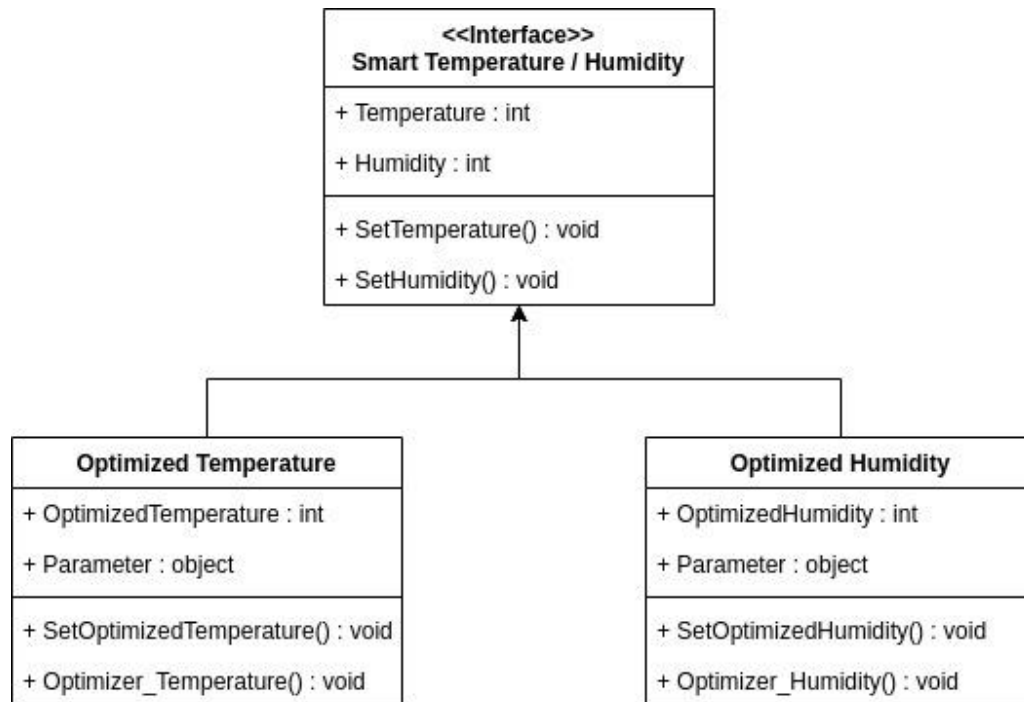 <<Interface>>
Smart Temperature / Humidity
+ Temperature : int
+ Humidity : int
+ SetTemperature() : void
+ SetHumidity() : void
Optimized Temperature
+ OptimizedTemperature : int
+ Parameter : object
+ SetOptimizedTemperature() : void
+ Optimizer_Temperature() : void
Optimized Humidity
+ OptimizedHumidity : int
+ Parameter : object
+ SetOptimizedHumidity() : void
+ Optimizer_Humidity() : void